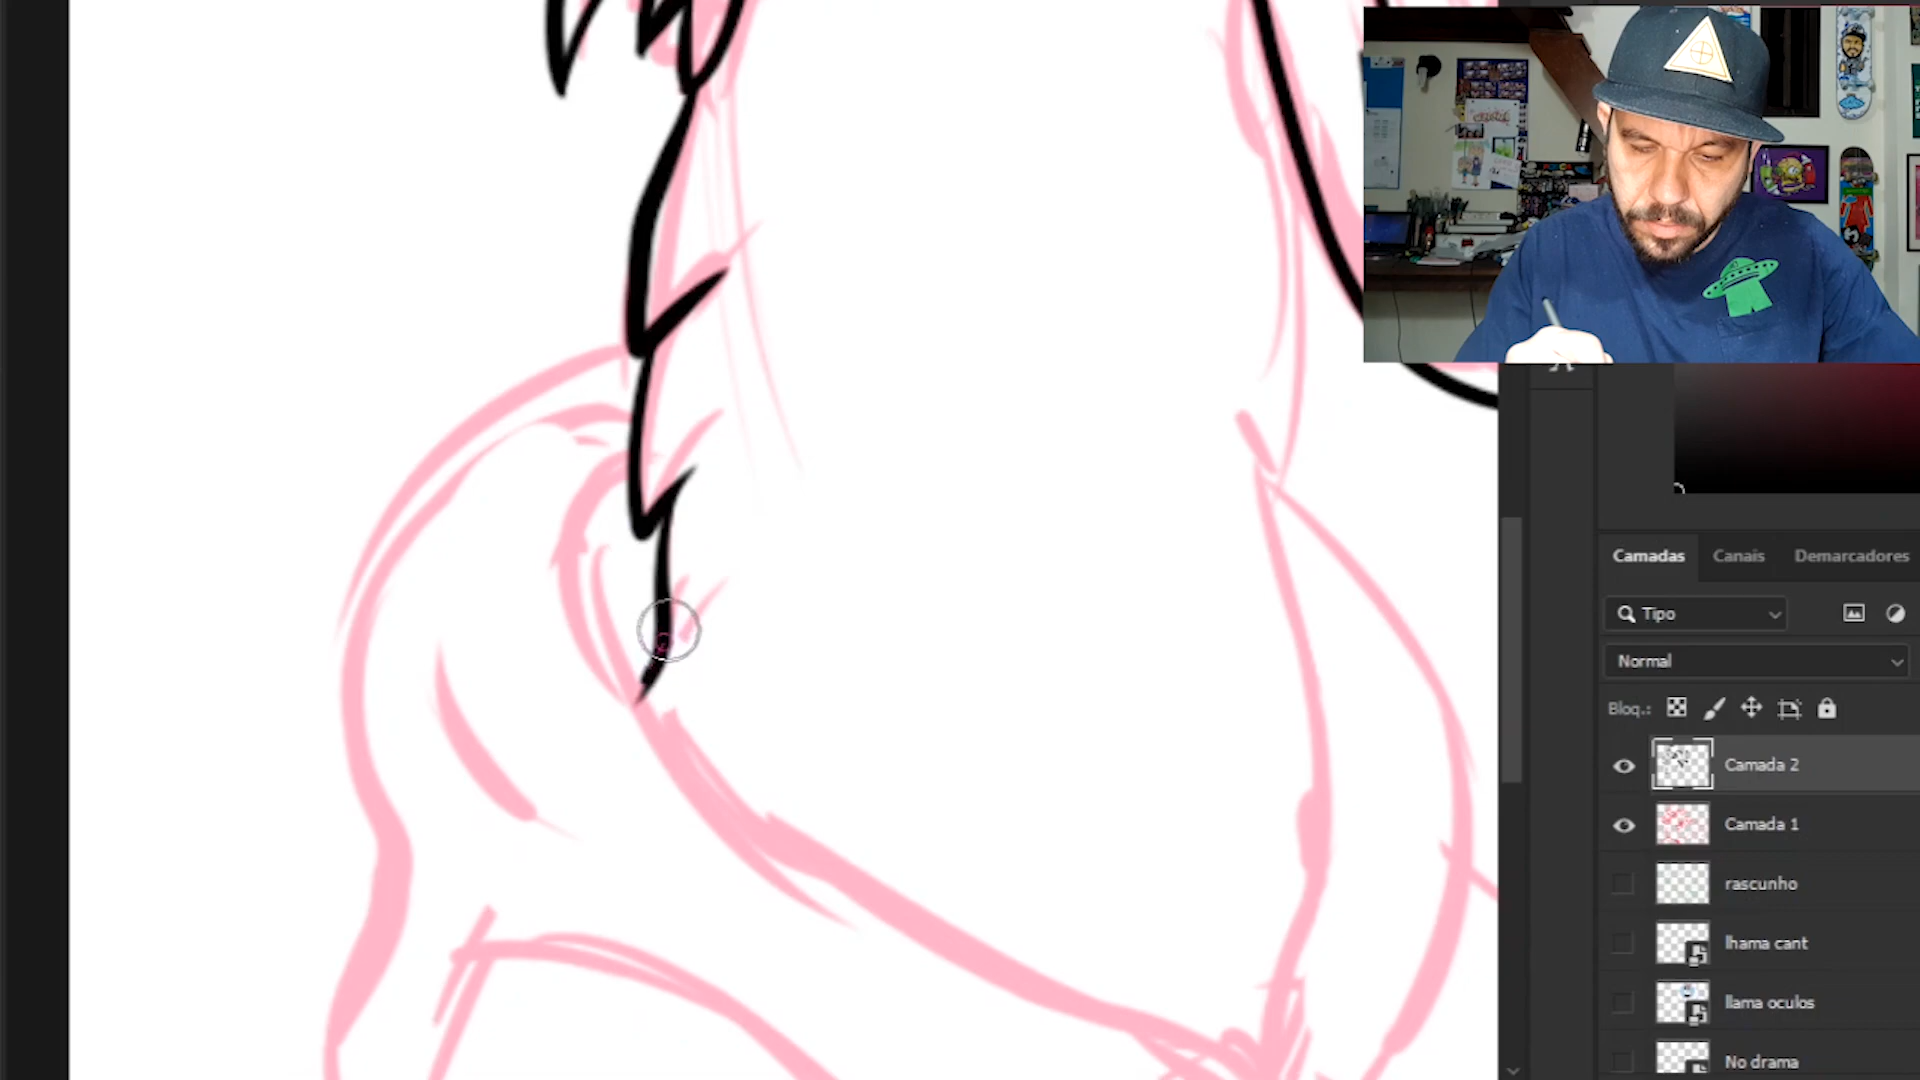 Camadas Canais Demarcadores
Tipo
Normal
Bloq.:
Camada 2
Camada 1
rascunho
lhama cant
llama oculos
No drama